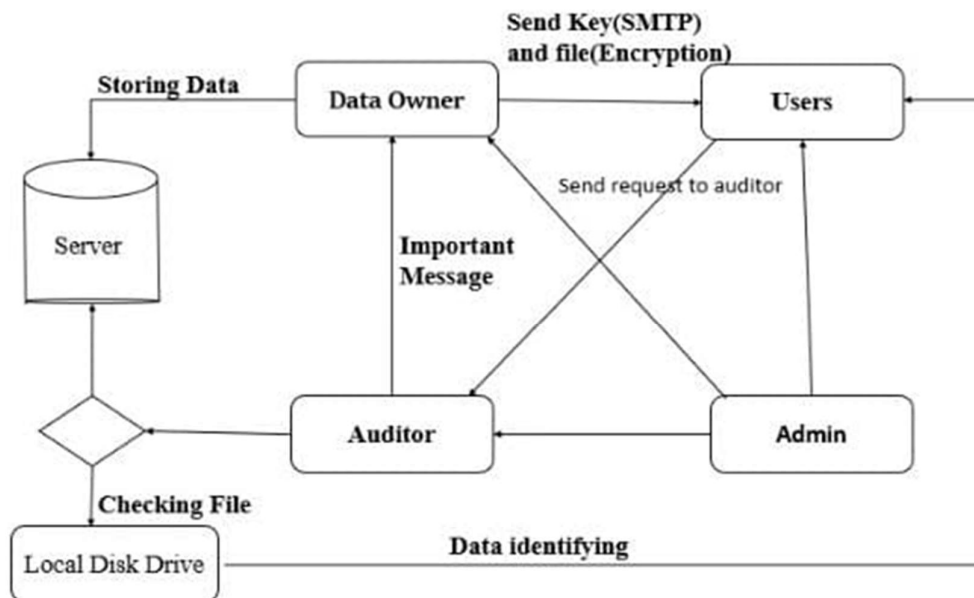 Send Key(SMTP)
and file(Encryption)
Storing Data
Data Owner
Users
Send request to auditor
Server
Important
Message
Auditor
Admin
Checking File
Local Disk Drive
Data identifying